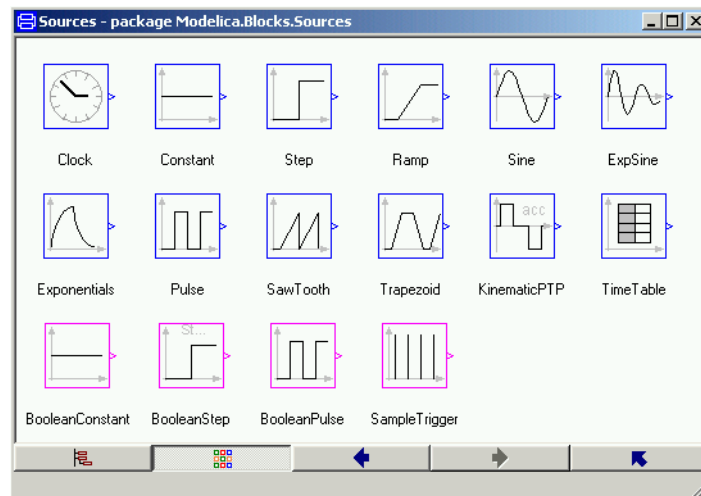 Sources - package Modelica.Blocks.Sources
Clock Constant Step Ramp Sine ExpSine
acc
Exponentials Pulse SawTooth Trapezoid KinematicPTP TimeTable
St...
BooleanConstant BooleanStep BooleanPulse SampleTrigger